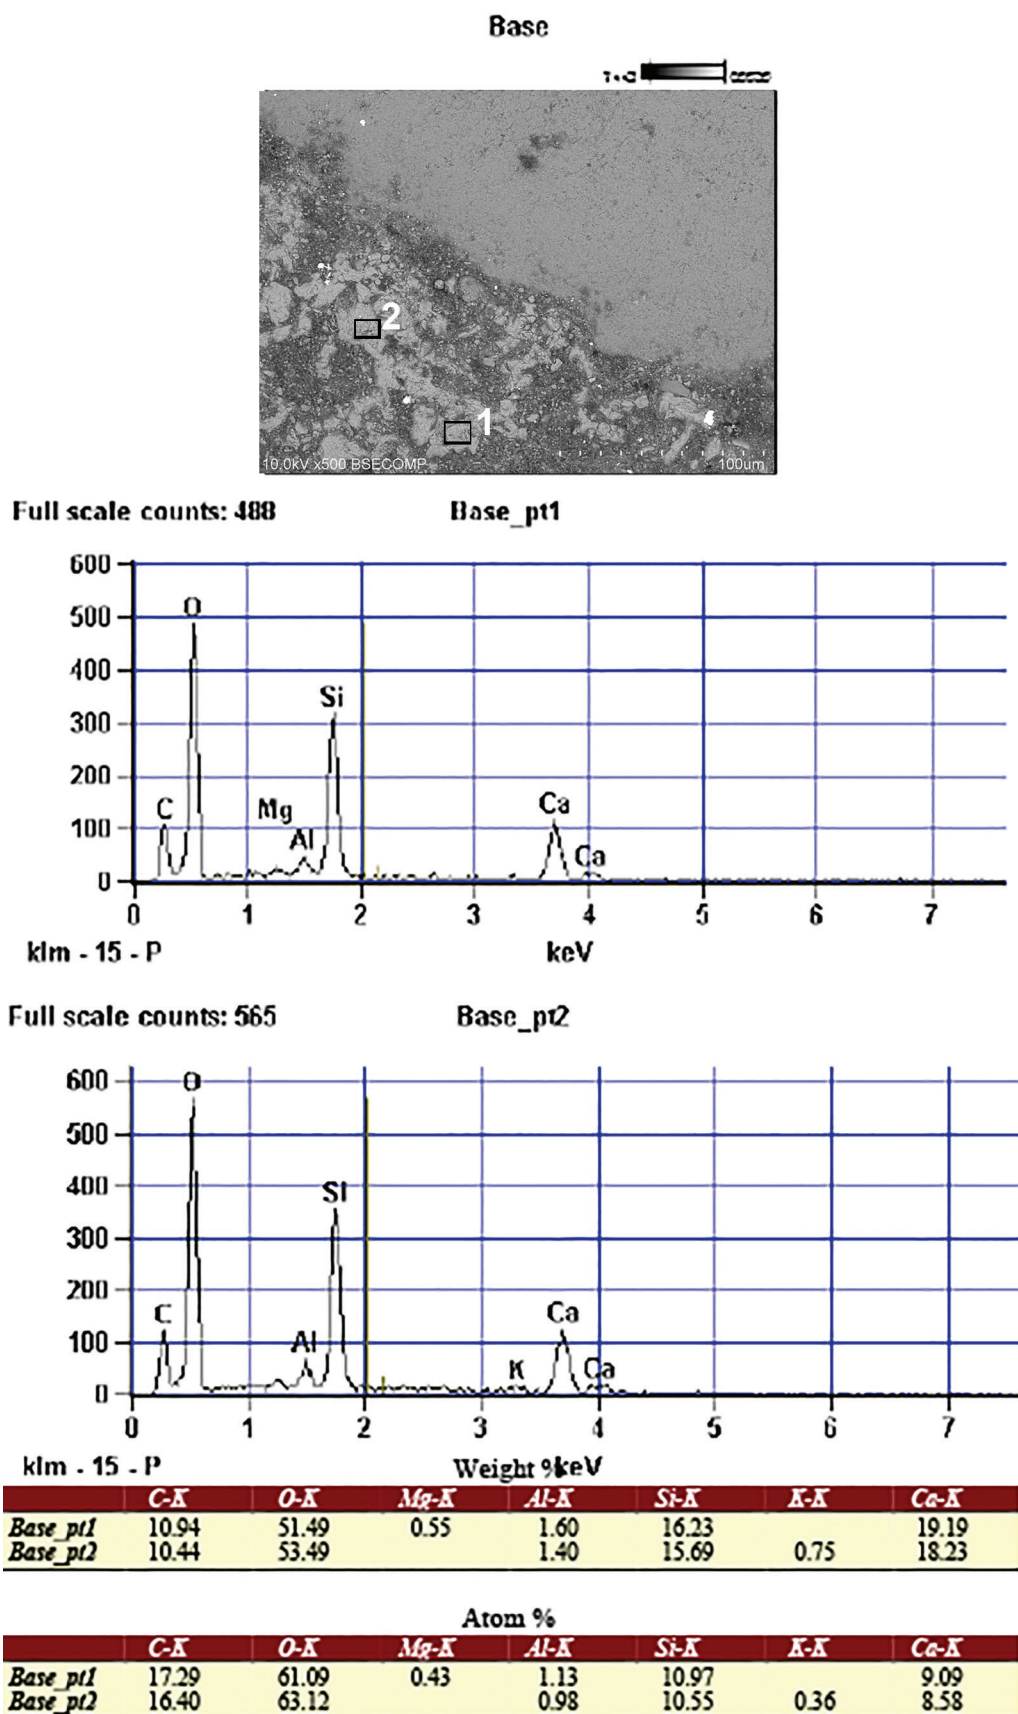 Base
2
1
10.0kV x500 BSECOMP
100um
Full scale counts: 488
Base_pt1
600
500
400
300
200
100
0
O
Si
C
Mg
Al
Ca
Ca
0 1 2 3 4 5 6 7
klm - 15 - P
keV
Full scale counts: 565
Base_pt2
600
500
400
300
200
100
0
O
Si
C
Al
K
Ca
Ca
0 1 2 3 4 5 6 7
klm - 15 - P
keV
Weight %
C-K O-K Mg-K Al-K Si-K K-K Ca-K
Base_pt1 10.94 51.49 0.55 1.60 16.23 19.19
Base_pt2 10.44 53.49 1.40 15.69 0.75 18.23
Atom %
C-K O-K Mg-K Al-K Si-K K-K Ca-K
Base_pt1 17.29 61.09 0.43 1.13 10.97 9.09
Base_pt2 16.40 63.12 0.98 10.55 0.36 8.58